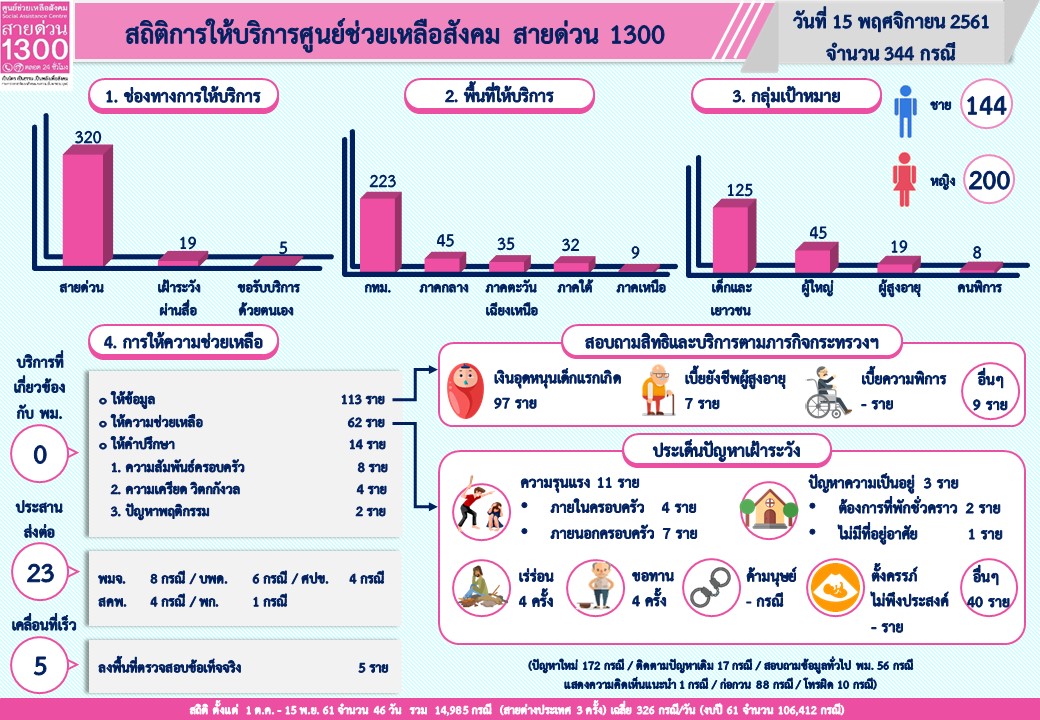 ศูนย์ช่วยเหลือสังคม
Social Assistance Centre
สายด่วน
1300
ตลอด 24 ชั่วโมง
สถิติการให้บริการศูนย์ช่วยเหลือสังคม สายด่วน 1300
วันที่ 15 พฤศจิกายน 2561
จำนวน 344 กรณี
1. ช่องทางการให้บริการ
320
19
5
สายด่วน
เฝ้าระวัง
ผ่านสื่อ
ขอรับบริการ
ด้วยตนเอง
2. พื้นที่ให้บริการ
223
45
35
32
9
กทม.
ภาคกลาง
ภาคตะวัน
เฉียงเหนือ
ภาคใต้
ภาคเหนือ
3. กลุ่มเป้าหมาย
ชาย 144
หญิง 200
125
45
19
8
เด็กและ
เยาวชน
ผู้ใหญ่
ผู้สูงอายุ
คนพิการ
4. การให้ความช่วยเหลือ
บริการที่
เกี่ยวข้อง
กับ พม.
0
ให้ข้อมูล 113 ราย
ให้ความช่วยเหลือ 62 ราย
ให้คำปรึกษา 14 ราย
1. ความสัมพันธ์ครอบครัว 8 ราย
2. ความเครียด วิตกกังวล 4 ราย
3. ปัญหาพฤติกรรม 2 ราย
ประสาน
ส่งต่อ
23
พมจ. 8 กรณี / บพด. 6 กรณี / ศปช. 4 กรณี
สคพ. 4 กรณี / พก. 1 กรณี
เคลื่อนที่เร็ว
5
ลงพื้นที่ตรวจสอบข้อเท็จจริง 5 ราย
สอบถามสิทธิและบริการตามภารกิจกระทรวงฯ
เงินอุดหนุนเด็กแรกเกิด
97 ราย
เบี้ยยังชีพผู้สูงอายุ
7 ราย
เบี้ยความพิการ
- ราย
อื่นๆ
9 ราย
ประเด็นปัญหาเฝ้าระวัง
ความรุนแรง 11 ราย
• ภายในครอบครัว 4 ราย
• ภายนอกครอบครัว 7 ราย
ปัญหาความเป็นอยู่ 3 ราย
• ต้องการที่พักชั่วคราว 2 ราย
• ไม่มีที่อยู่อาศัย 1 ราย
เร่ร่อน
4 ครั้ง
ขอทาน
4 ครั้ง
ค้ามนุษย์
- กรณี
ตั้งครรภ์
ไม่พึงประสงค์
- ราย
อื่นๆ
40 ราย
(ปัญหาใหม่ 172 กรณี / ติดตามปัญหาเดิม 17 กรณี / สอบถามข้อมูลทั่วไป พม. 56 กรณี
แสดงความคิดเห็นแนะนำ 1 กรณี / ก่อกวน 88 กรณี / โทรผิด 10 กรณี)
สถิติ ตั้งแต่ 1 ต.ค. - 15 พ.ย. 61 จำนวน 46 วัน รวม 14,985 กรณี (สายต่างประเทศ 3 ครั้ง) เฉลี่ย 326 กรณี/วัน (งบปี 61 จำนวน 106,412 กรณี)